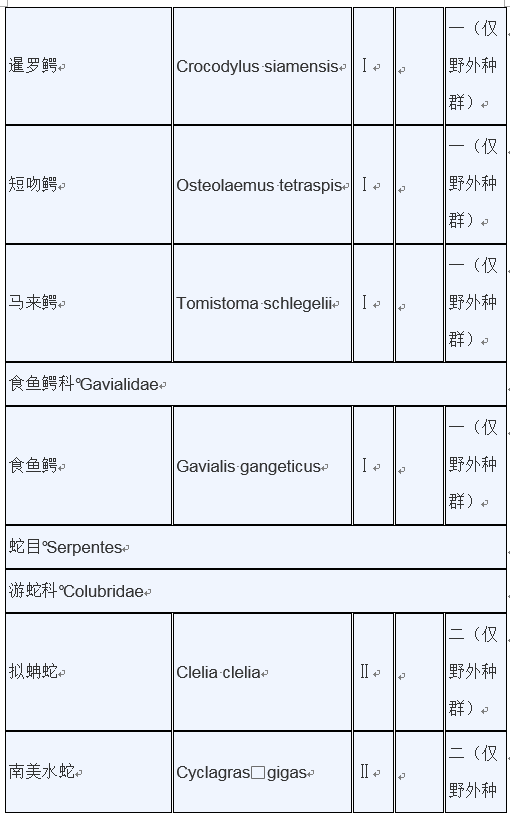 暹罗鳄 Crocodylus siamensis Ⅰ 一（仅
野外种
群）
短吻鳄 Osteolaemus tetraspis Ⅰ 一（仅
野外种
群）
马来鳄 Tomistoma schlegelii Ⅰ 一（仅
野外种
群）
食鱼鳄科 Gavialidae
食鱼鳄 Gavialis gangeticus Ⅰ 一（仅
野外种
群）
蛇目 Serpentes
游蛇科 Colubridae
拟蚺蛇 Clelia clelia Ⅱ 二（仅
野外种
群）
南美水蛇 Cyclagras□gigas Ⅱ 二（仅
野外种